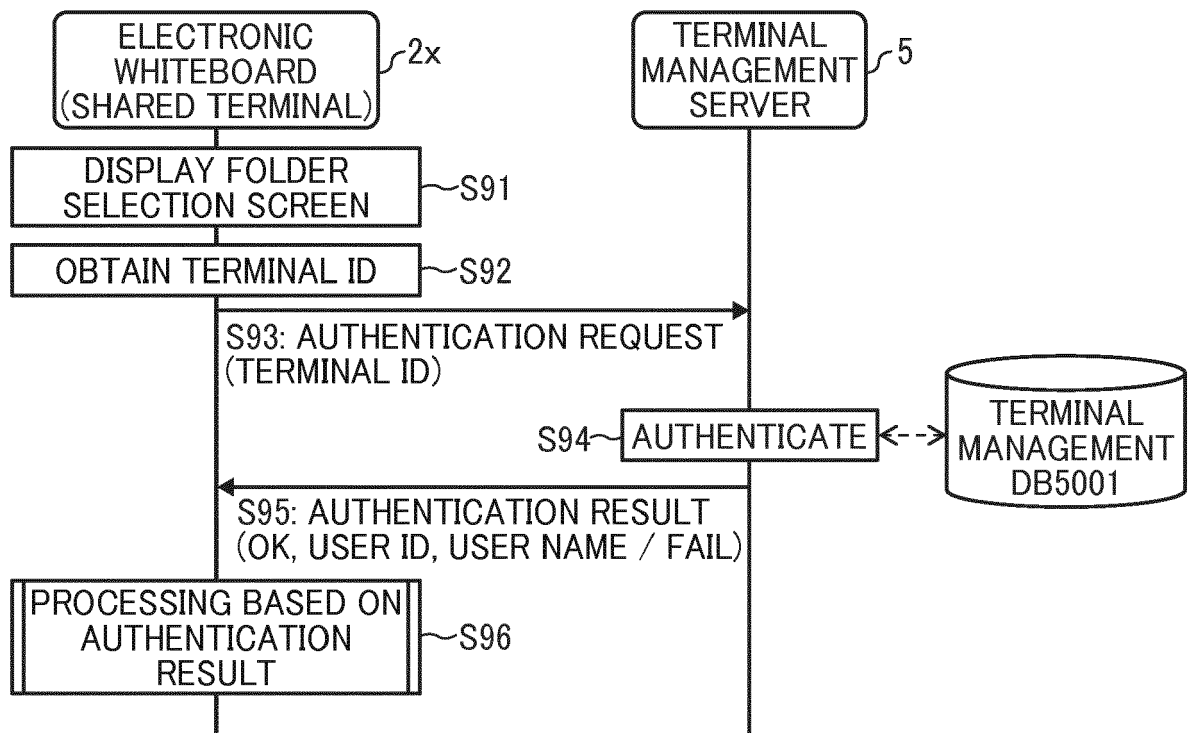 ELECTRONIC
WHITEBOARD
(SHARED TERMINAL)
2x
TERMINAL
MANAGEMENT
SERVER
5
DISPLAY FOLDER
SELECTION SCREEN
S91
OBTAIN TERMINAL ID
S92
S93: AUTHENTICATION REQUEST
(TERMINAL ID)
S94
AUTHENTICATE
TERMINAL
MANAGEMENT
DB5001
S95: AUTHENTICATION RESULT
(OK, USER ID, USER NAME / FAIL)
PROCESSING BASED ON
AUTHENTICATION
RESULT
S96